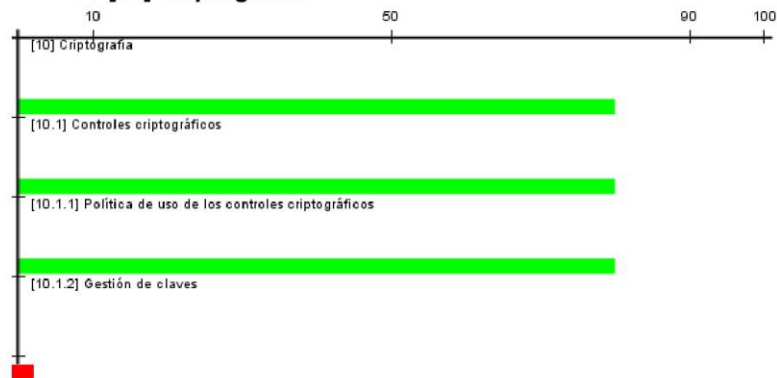 10 50 90 100
[10] Criptografía
[10.1] Controles criptográficos
[10.1.1] Política de uso de los controles criptográficos
[10.1.2] Gestión de claves